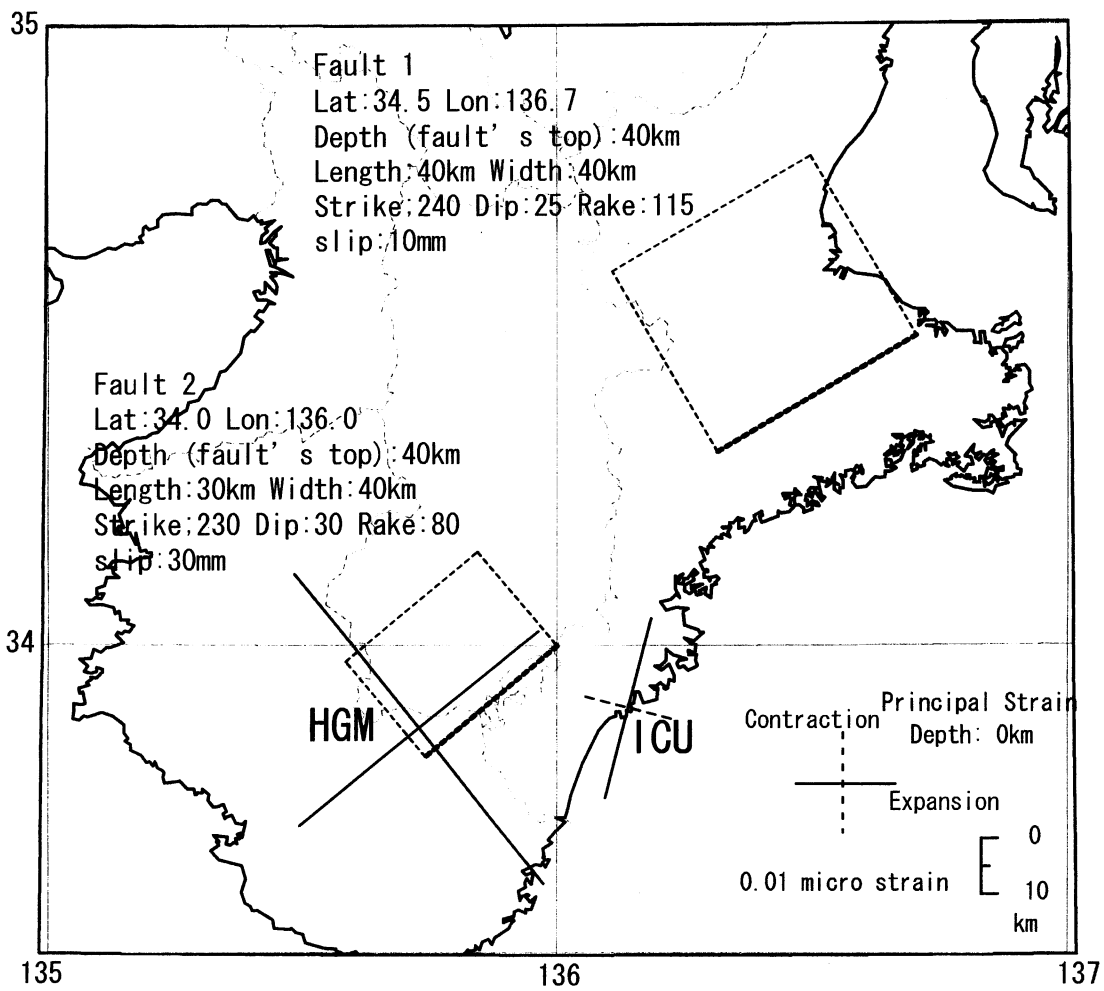 35
Fault 1
Lat:34.5 Lon:136.7
Depth (fault' s top):40km
Length:40km Width:40km
Strike;240 Dip:25 Rake:115
slip:10mm
Fault 2
Lat:34.0 Lon:136.0
Depth (fault' s top):40km
Length:30km Width:40km
Strike;230 Dip:30 Rake:80
slip:30mm
34
HGM
ICU
Principal Strain
Depth: 0km
Contraction
Expansion
0.01 micro strain
0
10
km
135
136
137